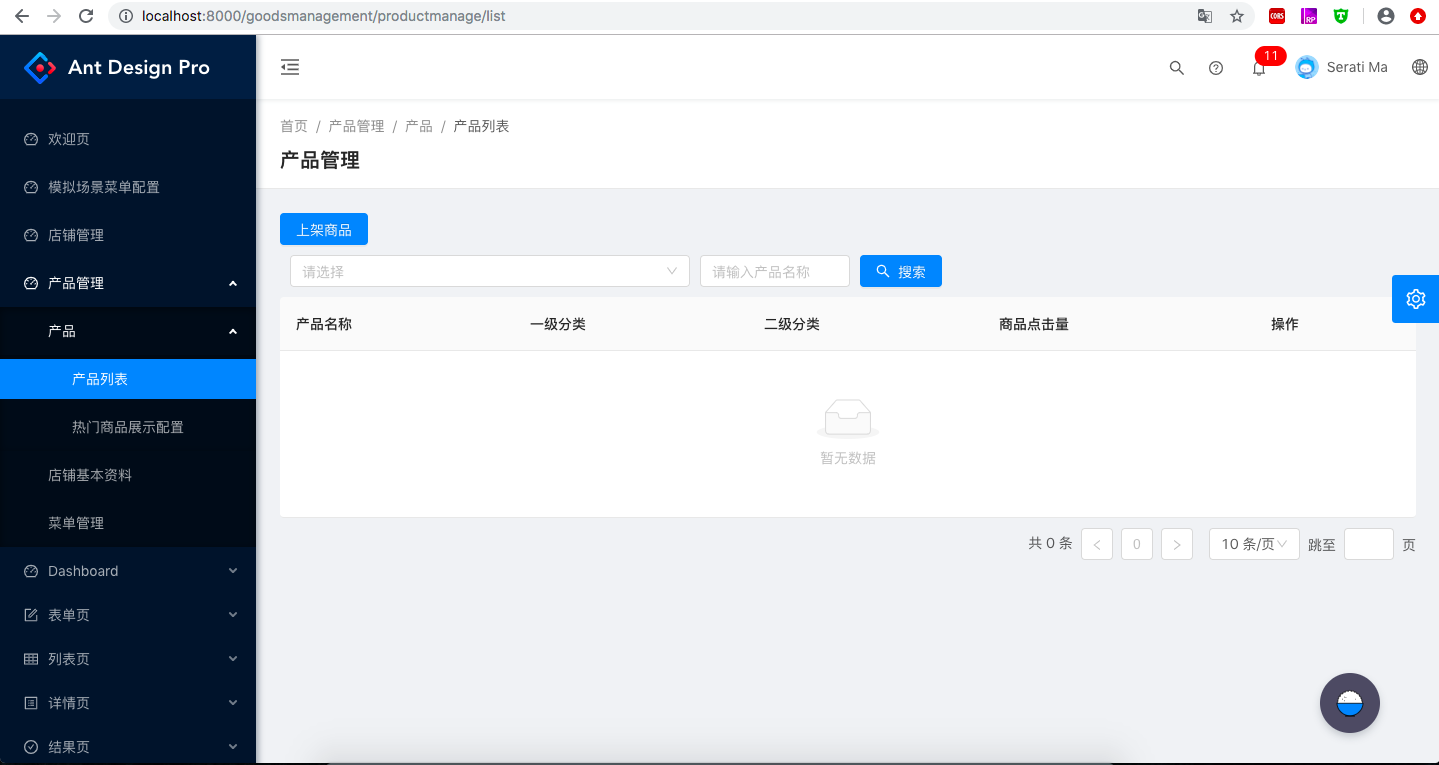 localhost:8000/goodsmanagement/productmanage/list
CORS
RP
Ant Design Pro
11
Serati Ma
欢迎页
模拟场景菜单配置
店铺管理
产品管理
产品
产品列表
热门商品展示配置
店铺基本资料
菜单管理
Dashboard
表单页
列表页
详情页
结果页
首页 / 产品管理 / 产品 / 产品列表
产品管理
上架商品
请选择
请输入产品名称
搜索
产品名称 一级分类 二级分类 商品点击量 操作
暂无数据
共 0 条 < 0 > 10 条/页 跳至 页